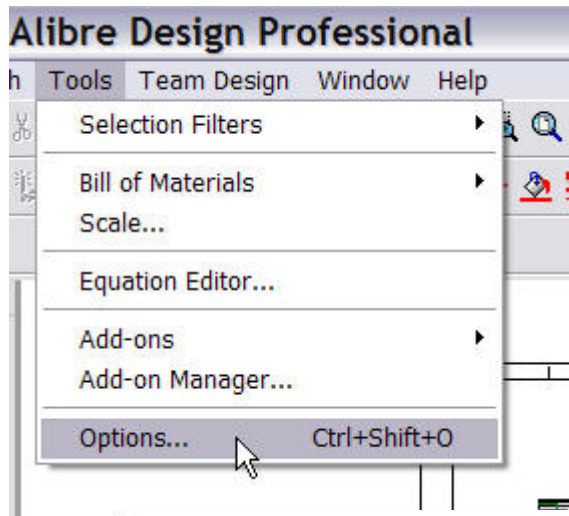 Alibre Design Professional
h Tools Team Design Window Help
Selection Filters
Bill of Materials
Scale...
Equation Editor...
Add-ons
Add-on Manager...
Options... Ctrl+Shift+O